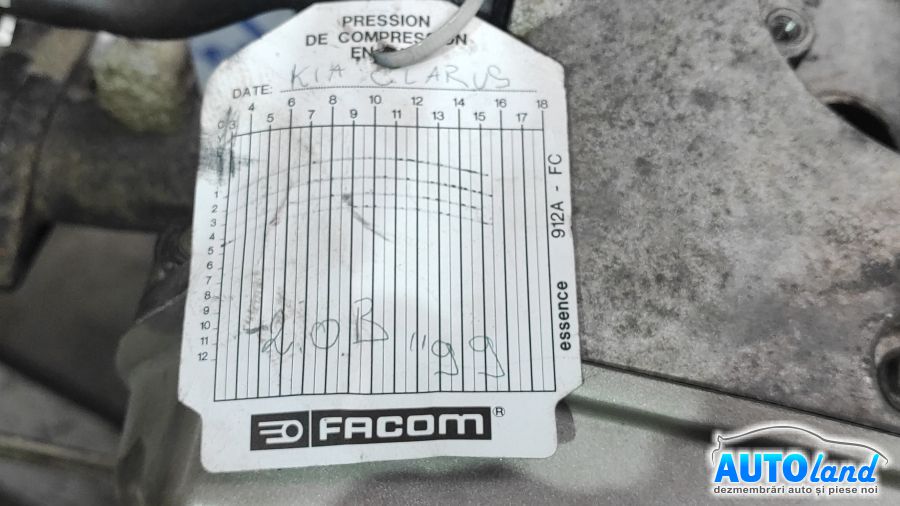 PRESSION
DE COMPRESSION
EN
KIA CLARUS
DATE:
4 6 8 10 12 14 16 18
3 5 7 9 11 13 15 17
1
2
3
4
5
6
7
8
9
10
11
12
2.0.B "99
essence 912A - FC
FACOM®
AUTOland
dezmembrări auto și piese noi